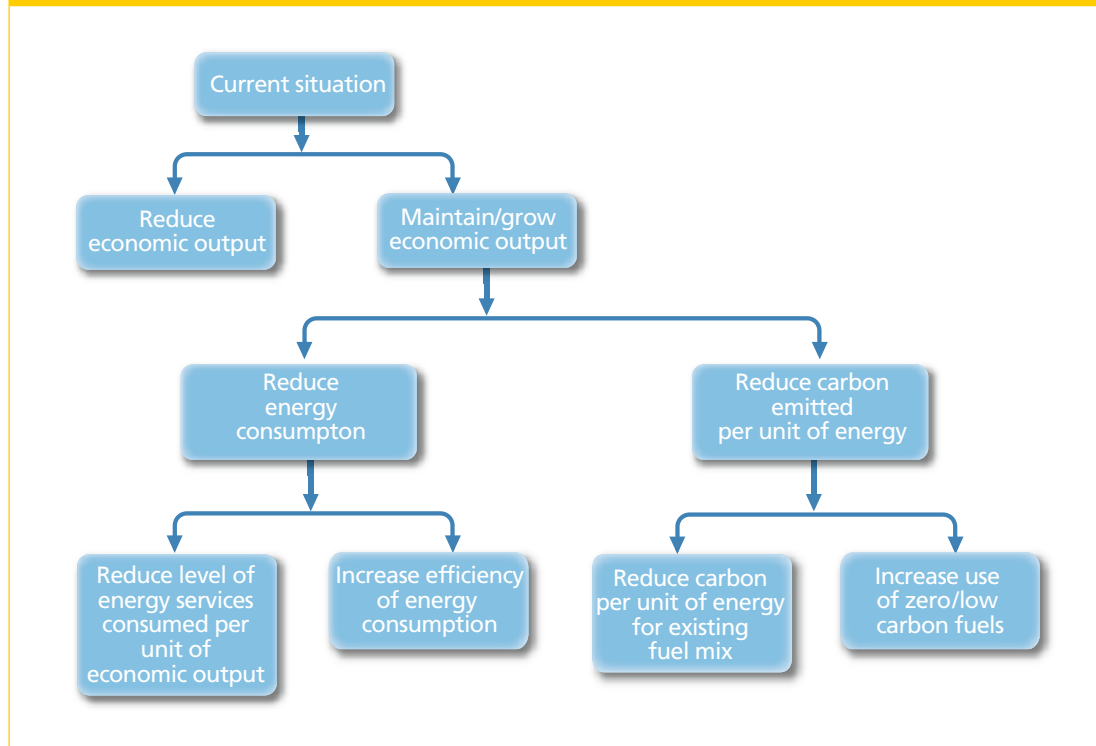 Current situation
Reduce
economic output
Maintain/grow
economic output
Reduce
energy
consumpton
Reduce carbon
emitted
per unit of energy
Reduce level of
energy services
consumed per
unit of
economic output
Increase efficiency
of energy
consumption
Reduce carbon
per unit of energy
for existing
fuel mix
Increase use
of zero/low
carbon fuels